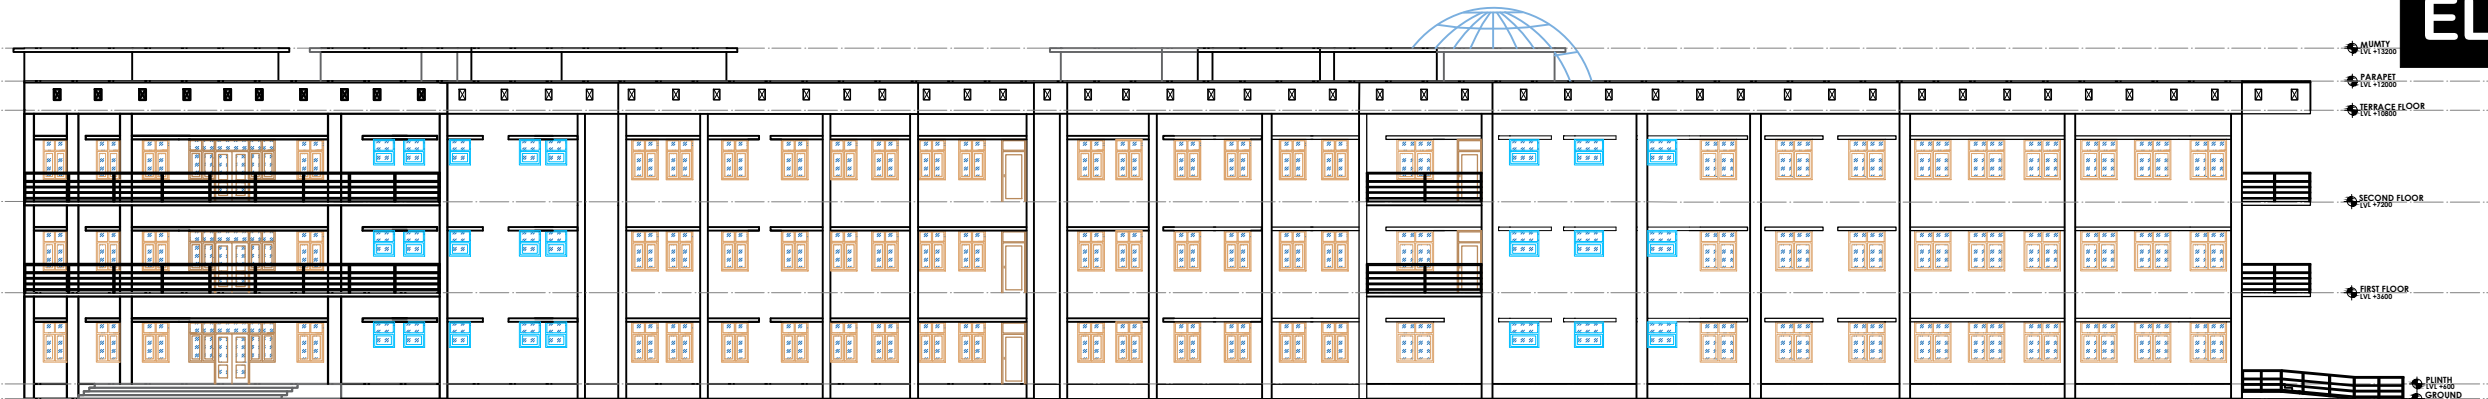 EL
MUMTY
LVL +13200
PARAPET
LVL +12000
TERRACE FLOOR
LVL +10800
SECOND FLOOR
LVL +7200
FIRST FLOOR
LVL +3600
PLINTH
LVL +600
GROUND